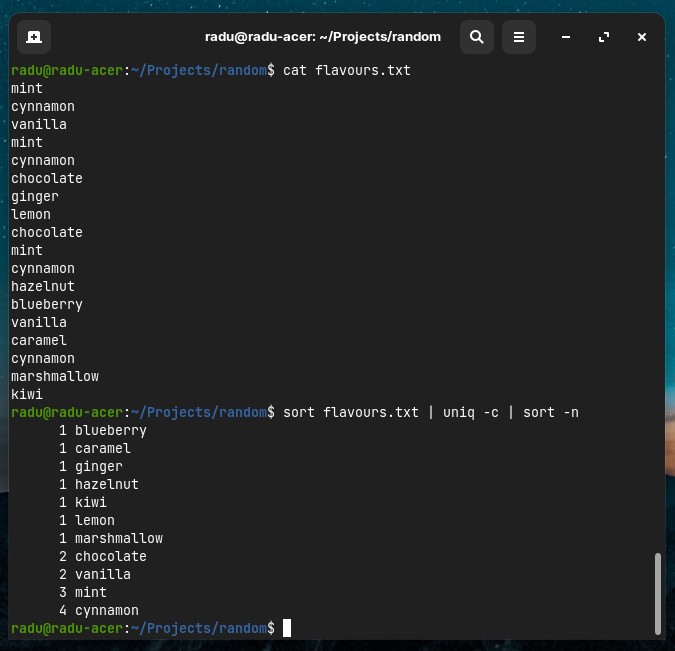 radu@radu-acer: ~/Projects/random
radu@radu-acer:~/Projects/random$ cat flavours.txt
mint
cynnamon
vanilla
mint
cynnamon
chocolate
ginger
lemon
chocolate
mint
cynnamon
hazelnut
blueberry
vanilla
caramel
cynnamon
marshmallow
kiwi
radu@radu-acer:~/Projects/random$ sort flavours.txt | uniq -c | sort -n
      1 blueberry
      1 caramel
      1 ginger
      1 hazelnut
      1 kiwi
      1 lemon
      1 marshmallow
      2 chocolate
      2 vanilla
      3 mint
      4 cynnamon
radu@radu-acer:~/Projects/random$